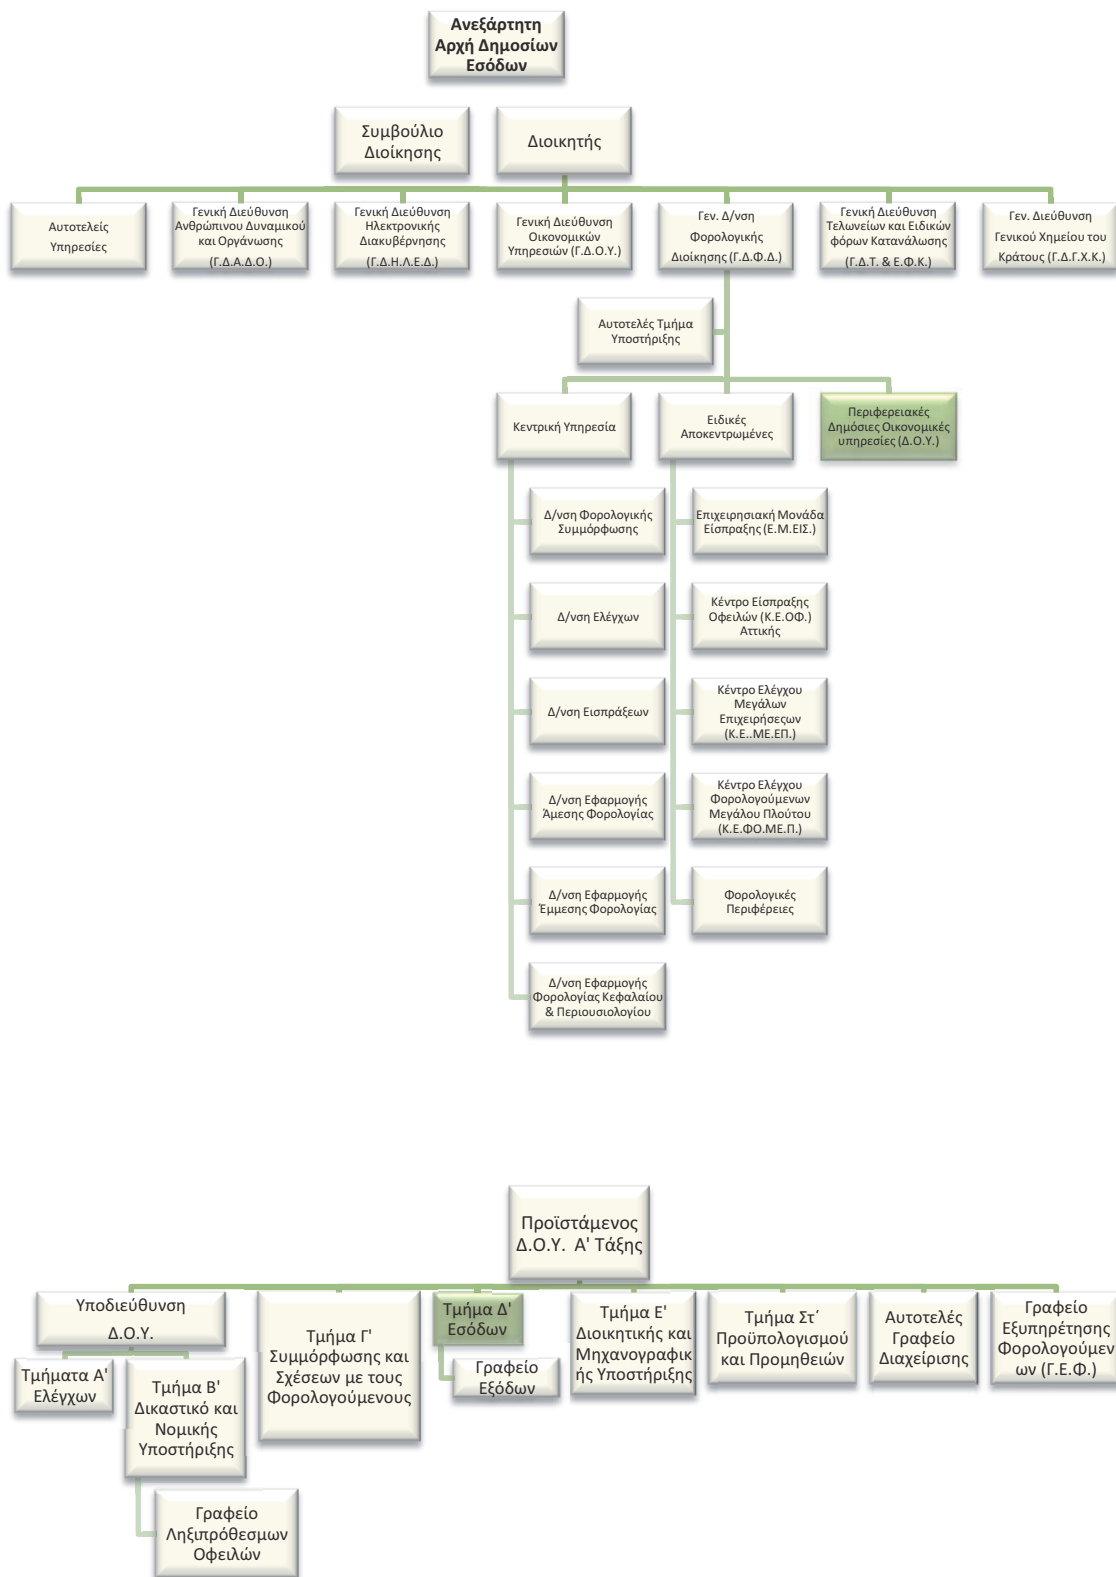 Ανεξάρτητη
Αρχή Δημοσίων
Εσόδων
Συμβούλιο
Διοίκησης
Διοικητής
Αυτοτελείς
Υπηρεσίες
Γενική Διεύθυνση
Ανθρώπινο Δυναμικού
και Οργάνωσης
(Γ.Δ.Α.Δ.Ο.)
Γενική Διεύθυνση
Ηλεκτρονικής
Διακυβέρνησης
(Γ.Δ.Η.Λ.Ε.Δ.)
Γενική Διεύθυνση
Οικονομικών
Υπηρεσιών (Γ.Δ.Ο.Υ.)
Γεν. Δ/νση
Φορολογικής
Διοίκησης (Γ.Δ.Φ.Δ.)
Γενική Διεύθυνση
Τελωνείων και Ειδικών
φόρων Κατανάλωσης
(Γ.Δ.Τ. & Ε.Φ.Κ.)
Γεν. Διεύθυνση
Γενικού Χημείου του
Κράτους (Γ.Δ.Γ.Χ.Κ.)
Αυτοτελές Τμήμα
Υποστήριξης
Κεντρική Υπηρεσία
Ειδικές
Αποκεντρωμένες
Περιφερειακές
Δημόσιες Οικονομικές
υπηρεσίες (Δ.Ο.Υ.)
Δ/νση Φορολογικής
Συμμόρφωσης
Δ/νση Ελέγχων
Δ/νση Εισπράξεων
Δ/νση Εφαρμογής
Άμεσης Φορολογίας
Δ/νση Εφαρμογής
Έμμεσης Φορολογίας
Δ/νση Εφαρμογής
Φορολογίας Κεφαλαίου
& Περιουσιολογίου
Επιχειρησιακή Μονάδα
Είσπραξης (Ε.Μ.ΕΙΣ.)
Κέντρο Είσπραξης
Οφειλών (Κ.Ε.ΟΦ.)
Αττικής
Κέντρο Ελέγχου
Μεγάλων
Επιχειρήσεςων
(Κ.Ε..ΜΕ.ΕΠ.)
Κέντρο Ελέγχου
Φορολογούμενων
Μεγάλου Πλούτου
(Κ.Ε.ΦΟ.ΜΕ.Π.)
Φορολογικές
Περιφέρειες
Προϊστάμενος
Δ.Ο.Υ. Α' Τάξης
Υποδιεύθυνση
Δ.Ο.Υ.
Τμήματα Α'
Ελέγχων
Τμήμα Β'
Δικαστικό και
Νομικής
Υποστήριξης
Γραφείο
Ληξιπρόθεσμων
Οφειλών
Τμήμα Γ'
Συμμόρφωσης και
Σχέσεων με τους
Φορολογούμενους
Τμήμα Δ'
Εσόδων
Γραφείο
Εξόδων
Τμήμα Ε'
Διοικητικής και
Μηχανογραφικ
ής Υποστήριξης
Τμήμα Στ΄
Προϋπολογισμού
και Προμηθειών
Αυτοτελές
Γραφείο
Διαχείρισης
Γραφείο
Εξυπηρέτησης
Φορολογούμεν
ων (Γ.Ε.Φ.)